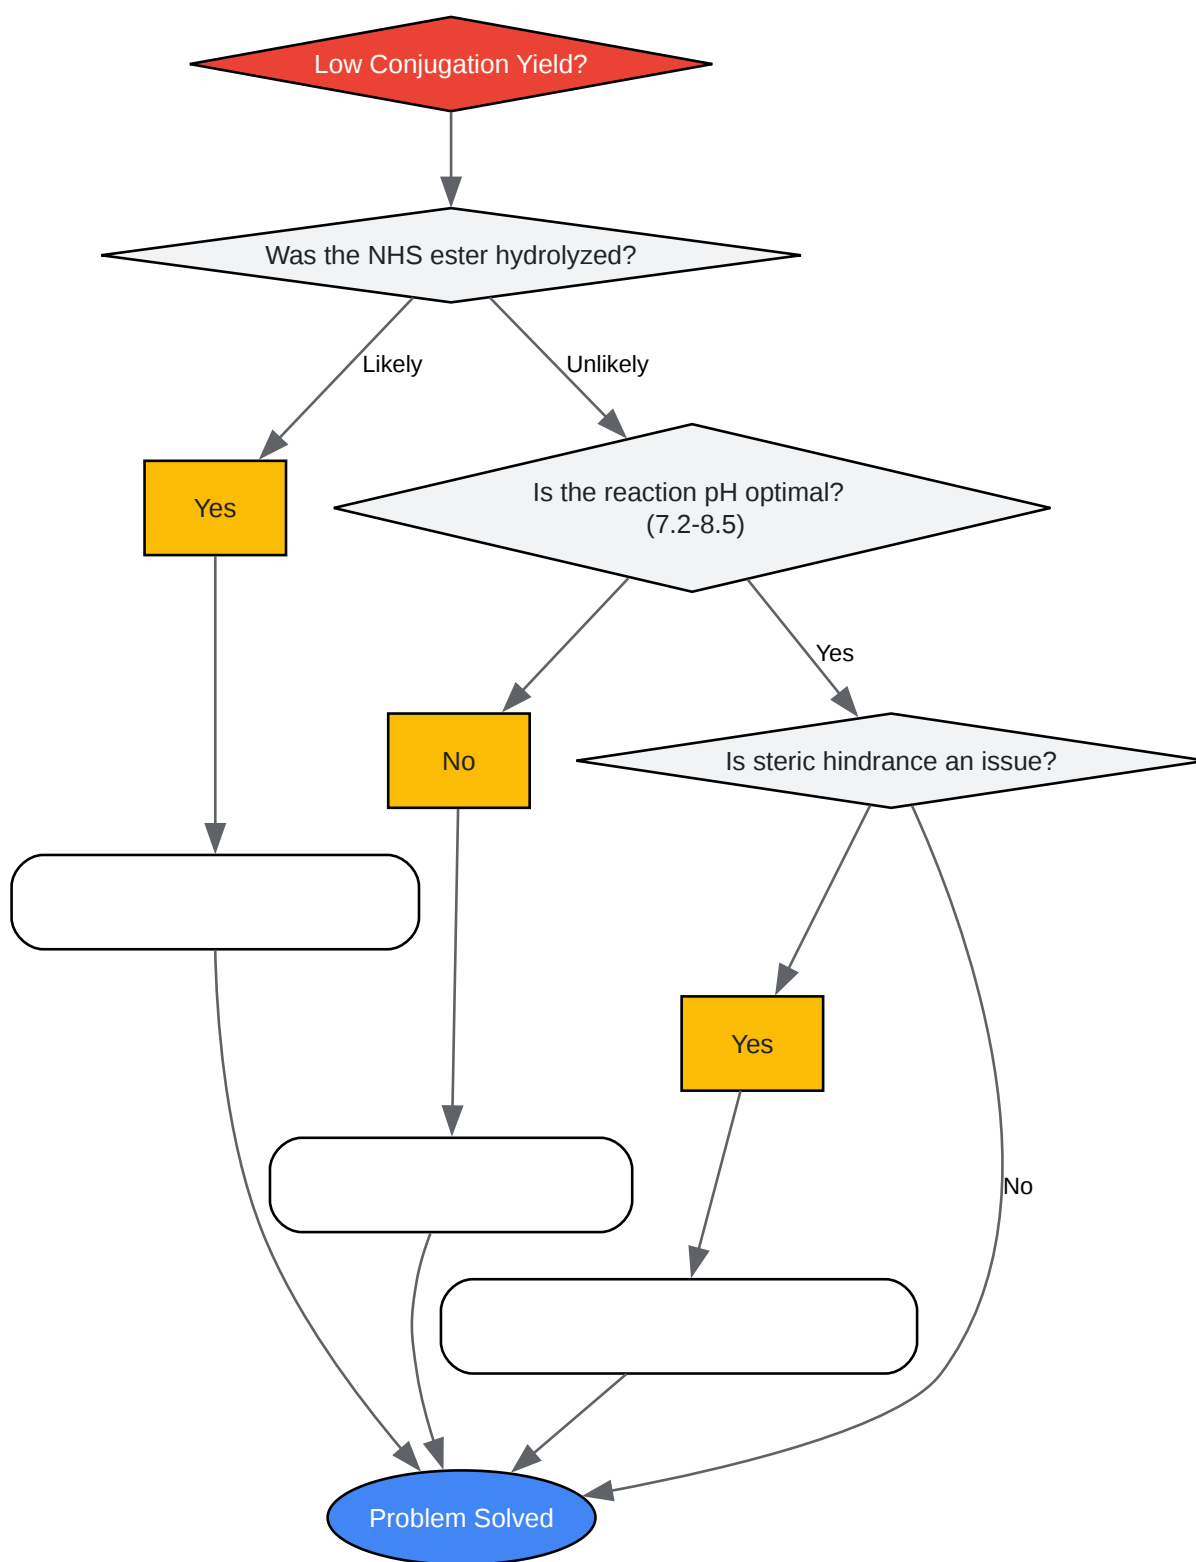 Low Conjugation Yield?
Was the NHS ester hydrolyzed?
Likely
Unlikely
Yes
Is the reaction pH optimal?
(7.2-8.5)
Yes
No
Is steric hindrance an issue?
Yes
No
Problem Solved